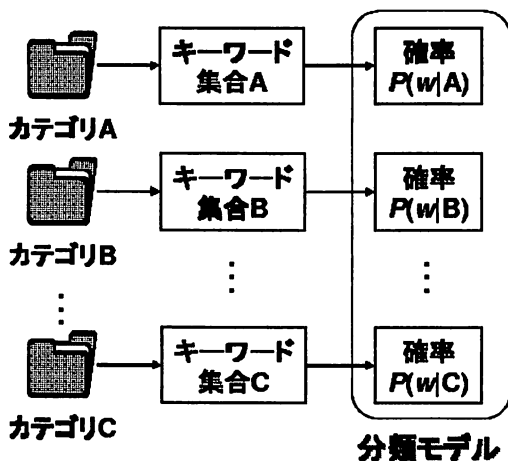 キーワード
集合A
確率
P(w|A)
カテゴリA
キーワード
集合B
確率
P(w|B)
カテゴリB
キーワード
集合C
確率
P(w|C)
カテゴリC
分類モデル